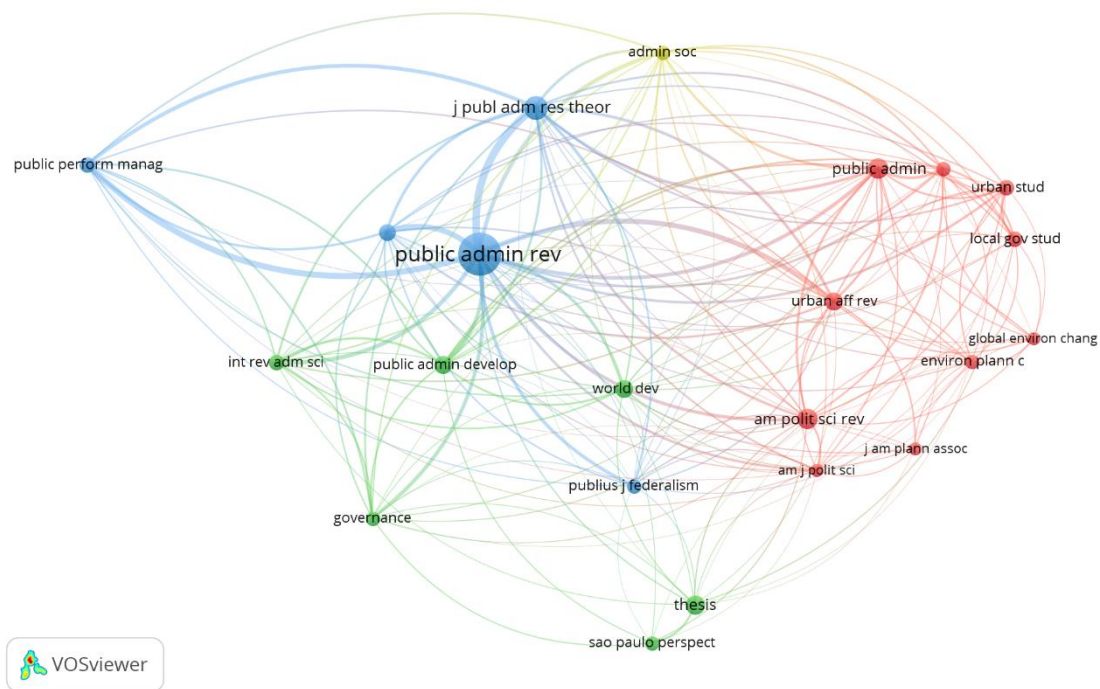 admin soc
j publ adm res theor
public perform manag
public admin
urban stud
local gov stud
public admin rev
urban aff rev
global environ chang
environ plann c
int rev adm sci
public admin develop
world dev
am polit sci rev
j am plann assoc
am j polit sci
publius j federalism
governance
thesis
sao paulo perspect
VOSviewer